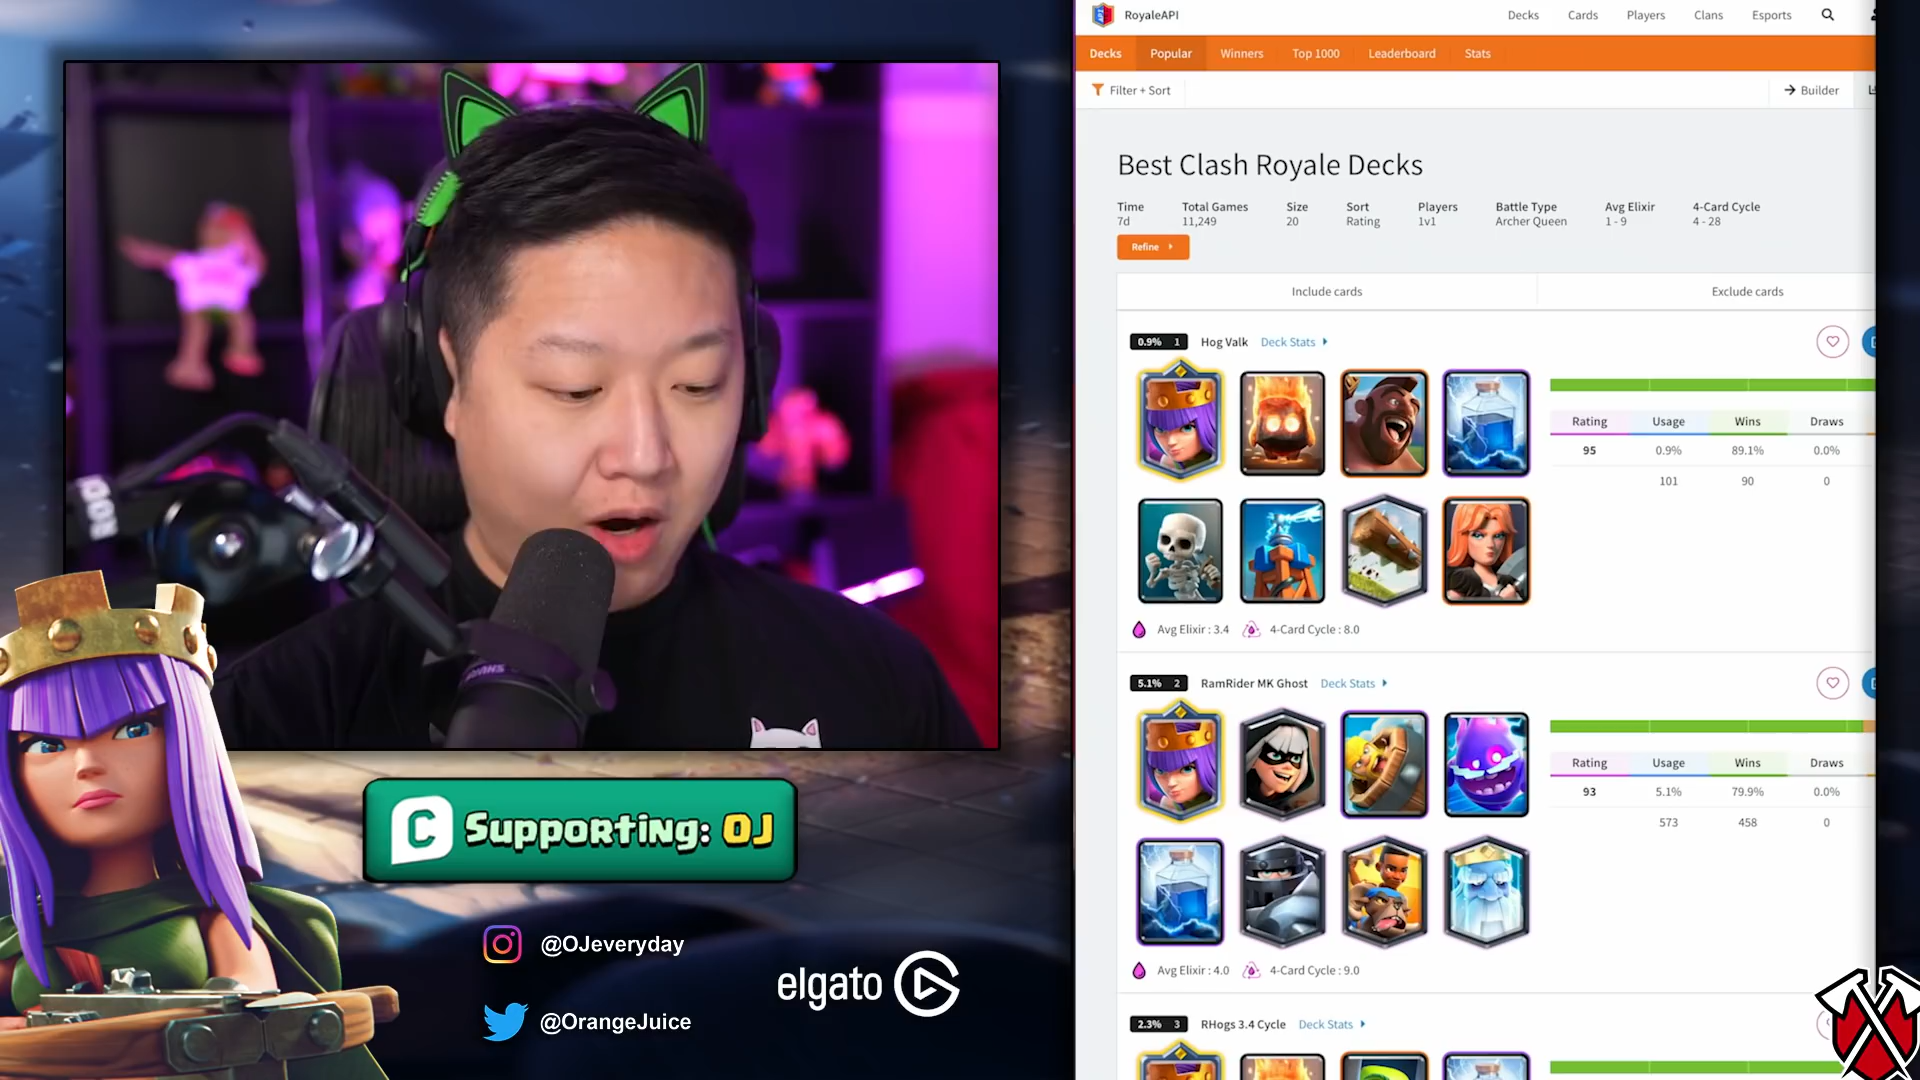 RoyaleAPI
Decks Cards Players Clans Esports
Decks Popular Winners Top 1000 Leaderboard Stats
Filter + Sort
Builder
Best Clash Royale Decks
Time Total Games Size Sort Players Battle Type Avg Elixir 4-Card Cycle
7d 11,249 20 Rating 1v1 Archer Queen 1 - 9 4 - 28
Refine
Include cards Exclude cards
0.9% 1 Hog Valk Deck Stats
Rating Usage Wins Draws
95 0.9% 89.1% 0.0%
101 90 0
Avg Elixir : 3.4 4-Card Cycle : 8.0
5.1% 2 RamRider MK Ghost Deck Stats
Rating Usage Wins Draws
93 5.1% 79.9% 0.0%
573 458 0
Avg Elixir : 4.0 4-Card Cycle : 9.0
2.3% 3 RHogs 3.4 Cycle Deck Stats
C Supporting: OJ
@OJeveryday
@OrangeJuice
elgato